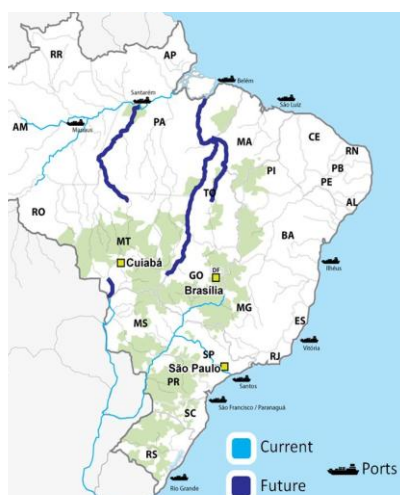 RR
AP
Belém
Santarém
São Luiz
AM
Manaus
PA
MA
CE
RN
PB
PI
PE
TO
AL
RO
MT
BA
Cuiabá
GO
DF
Brasília
Ilhéus
MG
MS
ES
SP
Vitória
São Paulo
RJ
PR
Santos
São Francisco / Paranaguá
SC
RS
Current
Rio Grande
Future
Ports